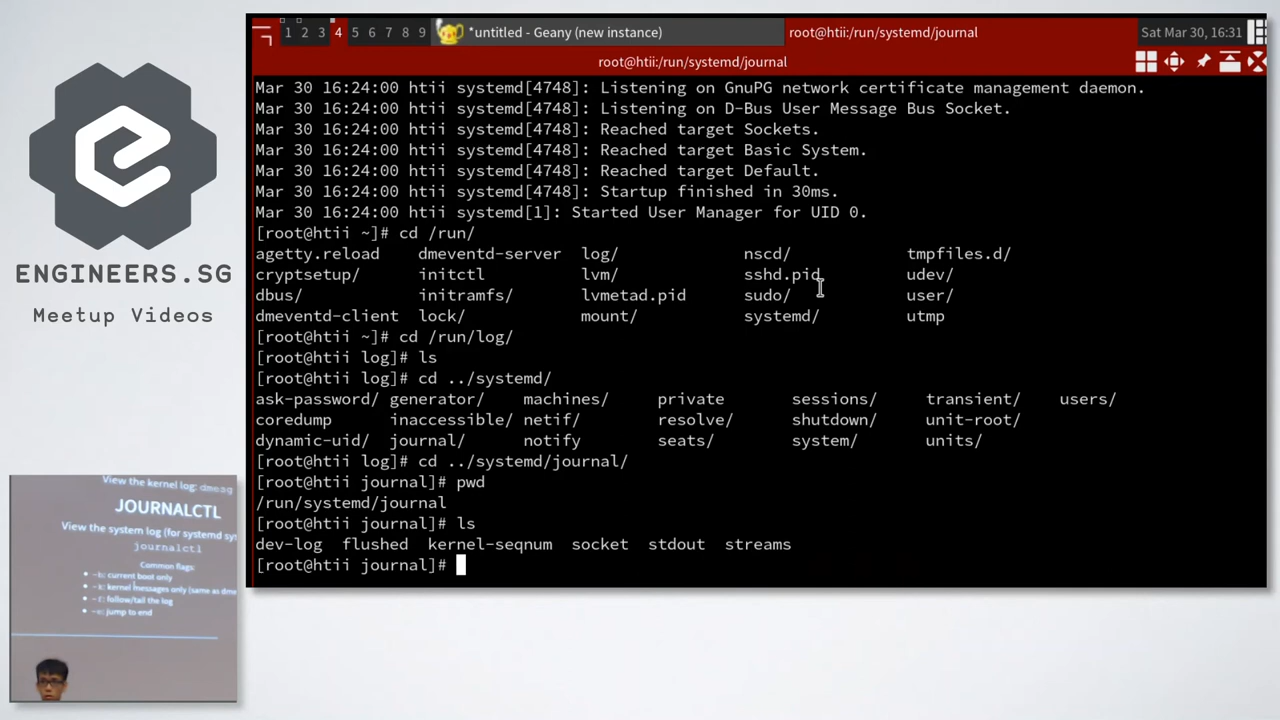 1 2 3 4 5 6 7 8 9
*untitled - Geany (new instance)
root@htii:/run/systemd/journal
Sat Mar 30, 16:31
root@htii:/run/systemd/journal
Mar 30 16:24:00 htii systemd[4748]: Listening on GnuPG network certificate management daemon.
Mar 30 16:24:00 htii systemd[4748]: Listening on D-Bus User Message Bus Socket.
Mar 30 16:24:00 htii systemd[4748]: Reached target Sockets.
Mar 30 16:24:00 htii systemd[4748]: Reached target Basic System.
Mar 30 16:24:00 htii systemd[4748]: Reached target Default.
Mar 30 16:24:00 htii systemd[4748]: Startup finished in 30ms.
Mar 30 16:24:00 htii systemd[1]: Started User Manager for UID 0.
[root@htii ~]# cd /run/
agetty.reload dmeventd-server log/ nscd/ tmpfiles.d/
cryptsetup/ initctl lvm/ sshd.pid udev/
dbus/ initramfs/ lvmetad.pid sudo/ user/
dmeventd-client lock/ mount/ systemd/ utmp
[root@htii ~]# cd /run/log/
[root@htii log]# ls
[root@htii log]# cd ../systemd/
ask-password/ generator/ machines/ private sessions/ transient/ users/
coredump inaccessible/ netif/ resolve/ shutdown/ unit-root/
dynamic-uid/ journal/ notify seats/ system/ units/
[root@htii log]# cd ../systemd/journal/
[root@htii journal]# pwd
/run/systemd/journal
[root@htii journal]# ls
dev-log flushed kernel-seqnum socket stdout streams
[root@htii journal]#
ENGINEERS.SG
Meetup Videos
View the kernel log: dmesg
JOURNALCTL
View the system log (for systemd sy
journalctl
Common flags:
-b: current boot only
-k: kernel messages only (same as dme
-f: follow/tail the log
-e: jump to end